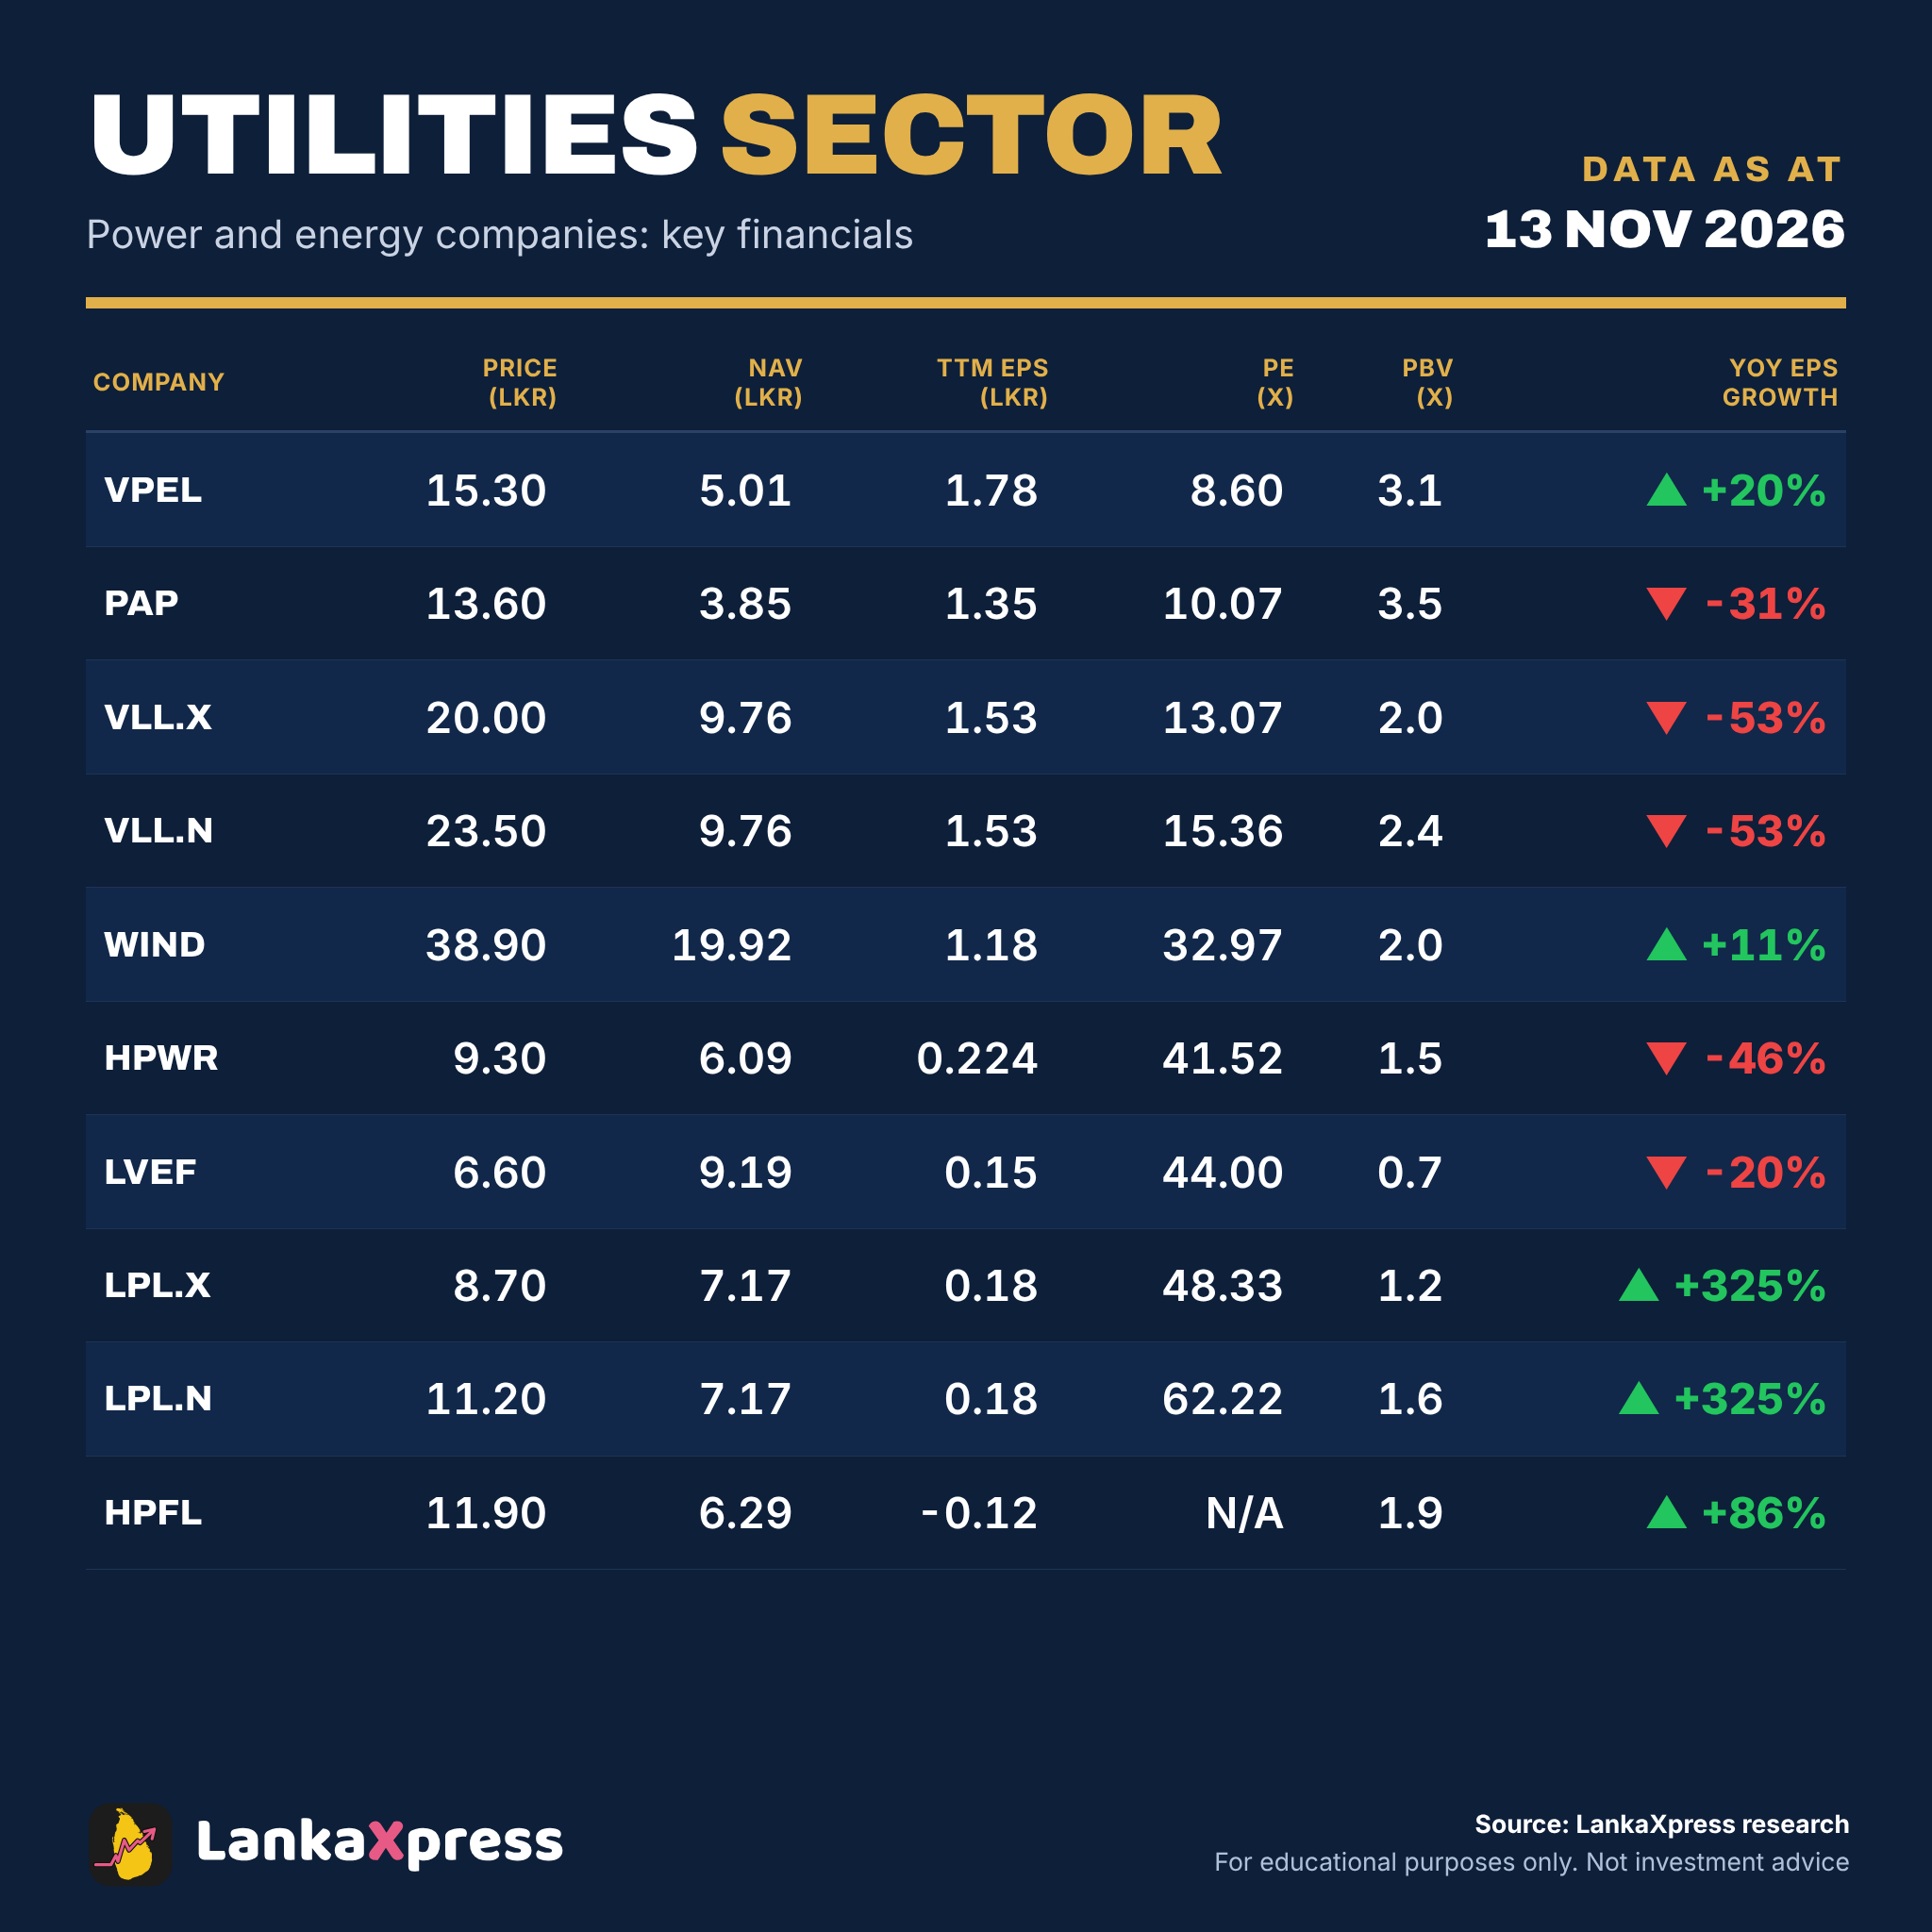 UTILITIES SECTOR
Power and energy companies: key financials
DATA AS AT
13 NOV 2026
COMPANY PRICE (LKR) NAV (LKR) TTM EPS (LKR) PE (X) PBV (X) YOY EPS GROWTH
VPEL 15.30 5.01 1.78 8.60 3.1 ▲ +20%
PAP 13.60 3.85 1.35 10.07 3.5 ▼ -31%
VLL.X 20.00 9.76 1.53 13.07 2.0 ▼ -53%
VLL.N 23.50 9.76 1.53 15.36 2.4 ▼ -53%
WIND 38.90 19.92 1.18 32.97 2.0 ▲ +11%
HPWR 9.30 6.09 0.224 41.52 1.5 ▼ -46%
LVEF 6.60 9.19 0.15 44.00 0.7 ▼ -20%
LPL.X 8.70 7.17 0.18 48.33 1.2 ▲ +325%
LPL.N 11.20 7.17 0.18 62.22 1.6 ▲ +325%
HPFL 11.90 6.29 -0.12 N/A 1.9 ▲ +86%
LankaXpress
Source: LankaXpress research
For educational purposes only. Not investment advice